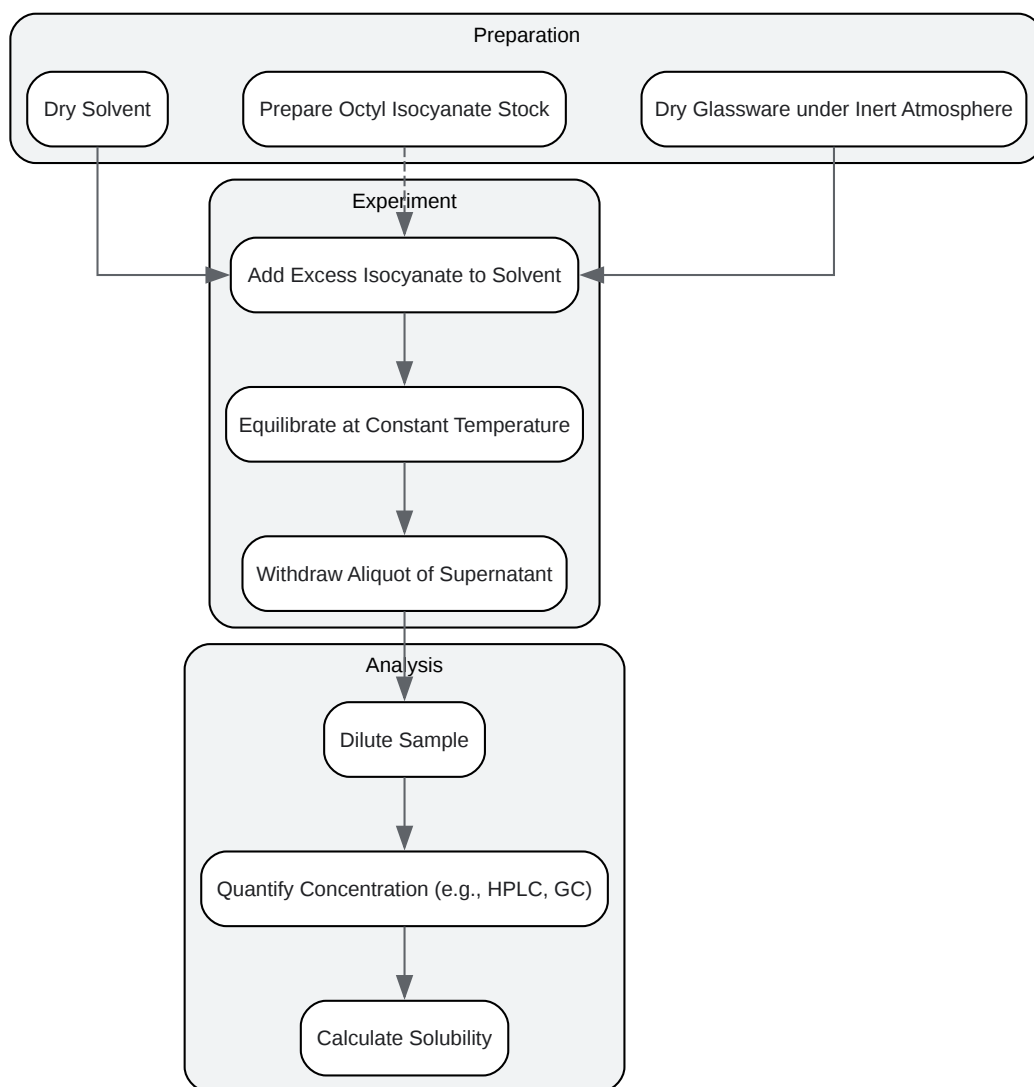 Preparation
Dry Solvent
Prepare Octyl Isocyanate Stock
Dry Glassware under Inert Atmosphere
Experiment
Add Excess Isocyanate to Solvent
Equilibrate at Constant Temperature
Withdraw Aliquot of Supernatant
Analysis
Dilute Sample
Quantify Concentration (e.g., HPLC, GC)
Calculate Solubility